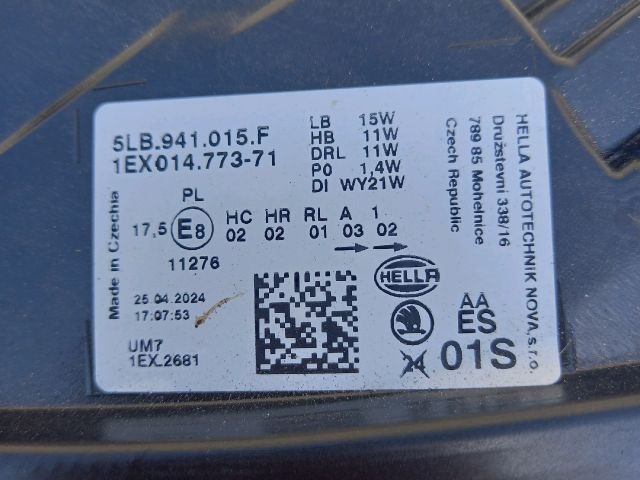 5LB.941.015.F
1EX014.773-71
LB 15W
HB 11W
DRL 11W
PO 1,4W
DI WY21W
PL
17,5 E8 HC HR RL A 1
02 02 01 03 02
11276
25.04.2024
17:07:53
UM7
1EX.2681
HELLA
AA
ES
01S
Made in Czechia
HELLA AUTOTECHNIK NOVA, s.r.o.
Družstevní 338/16
789 85 Mohelnice
Czech Republic